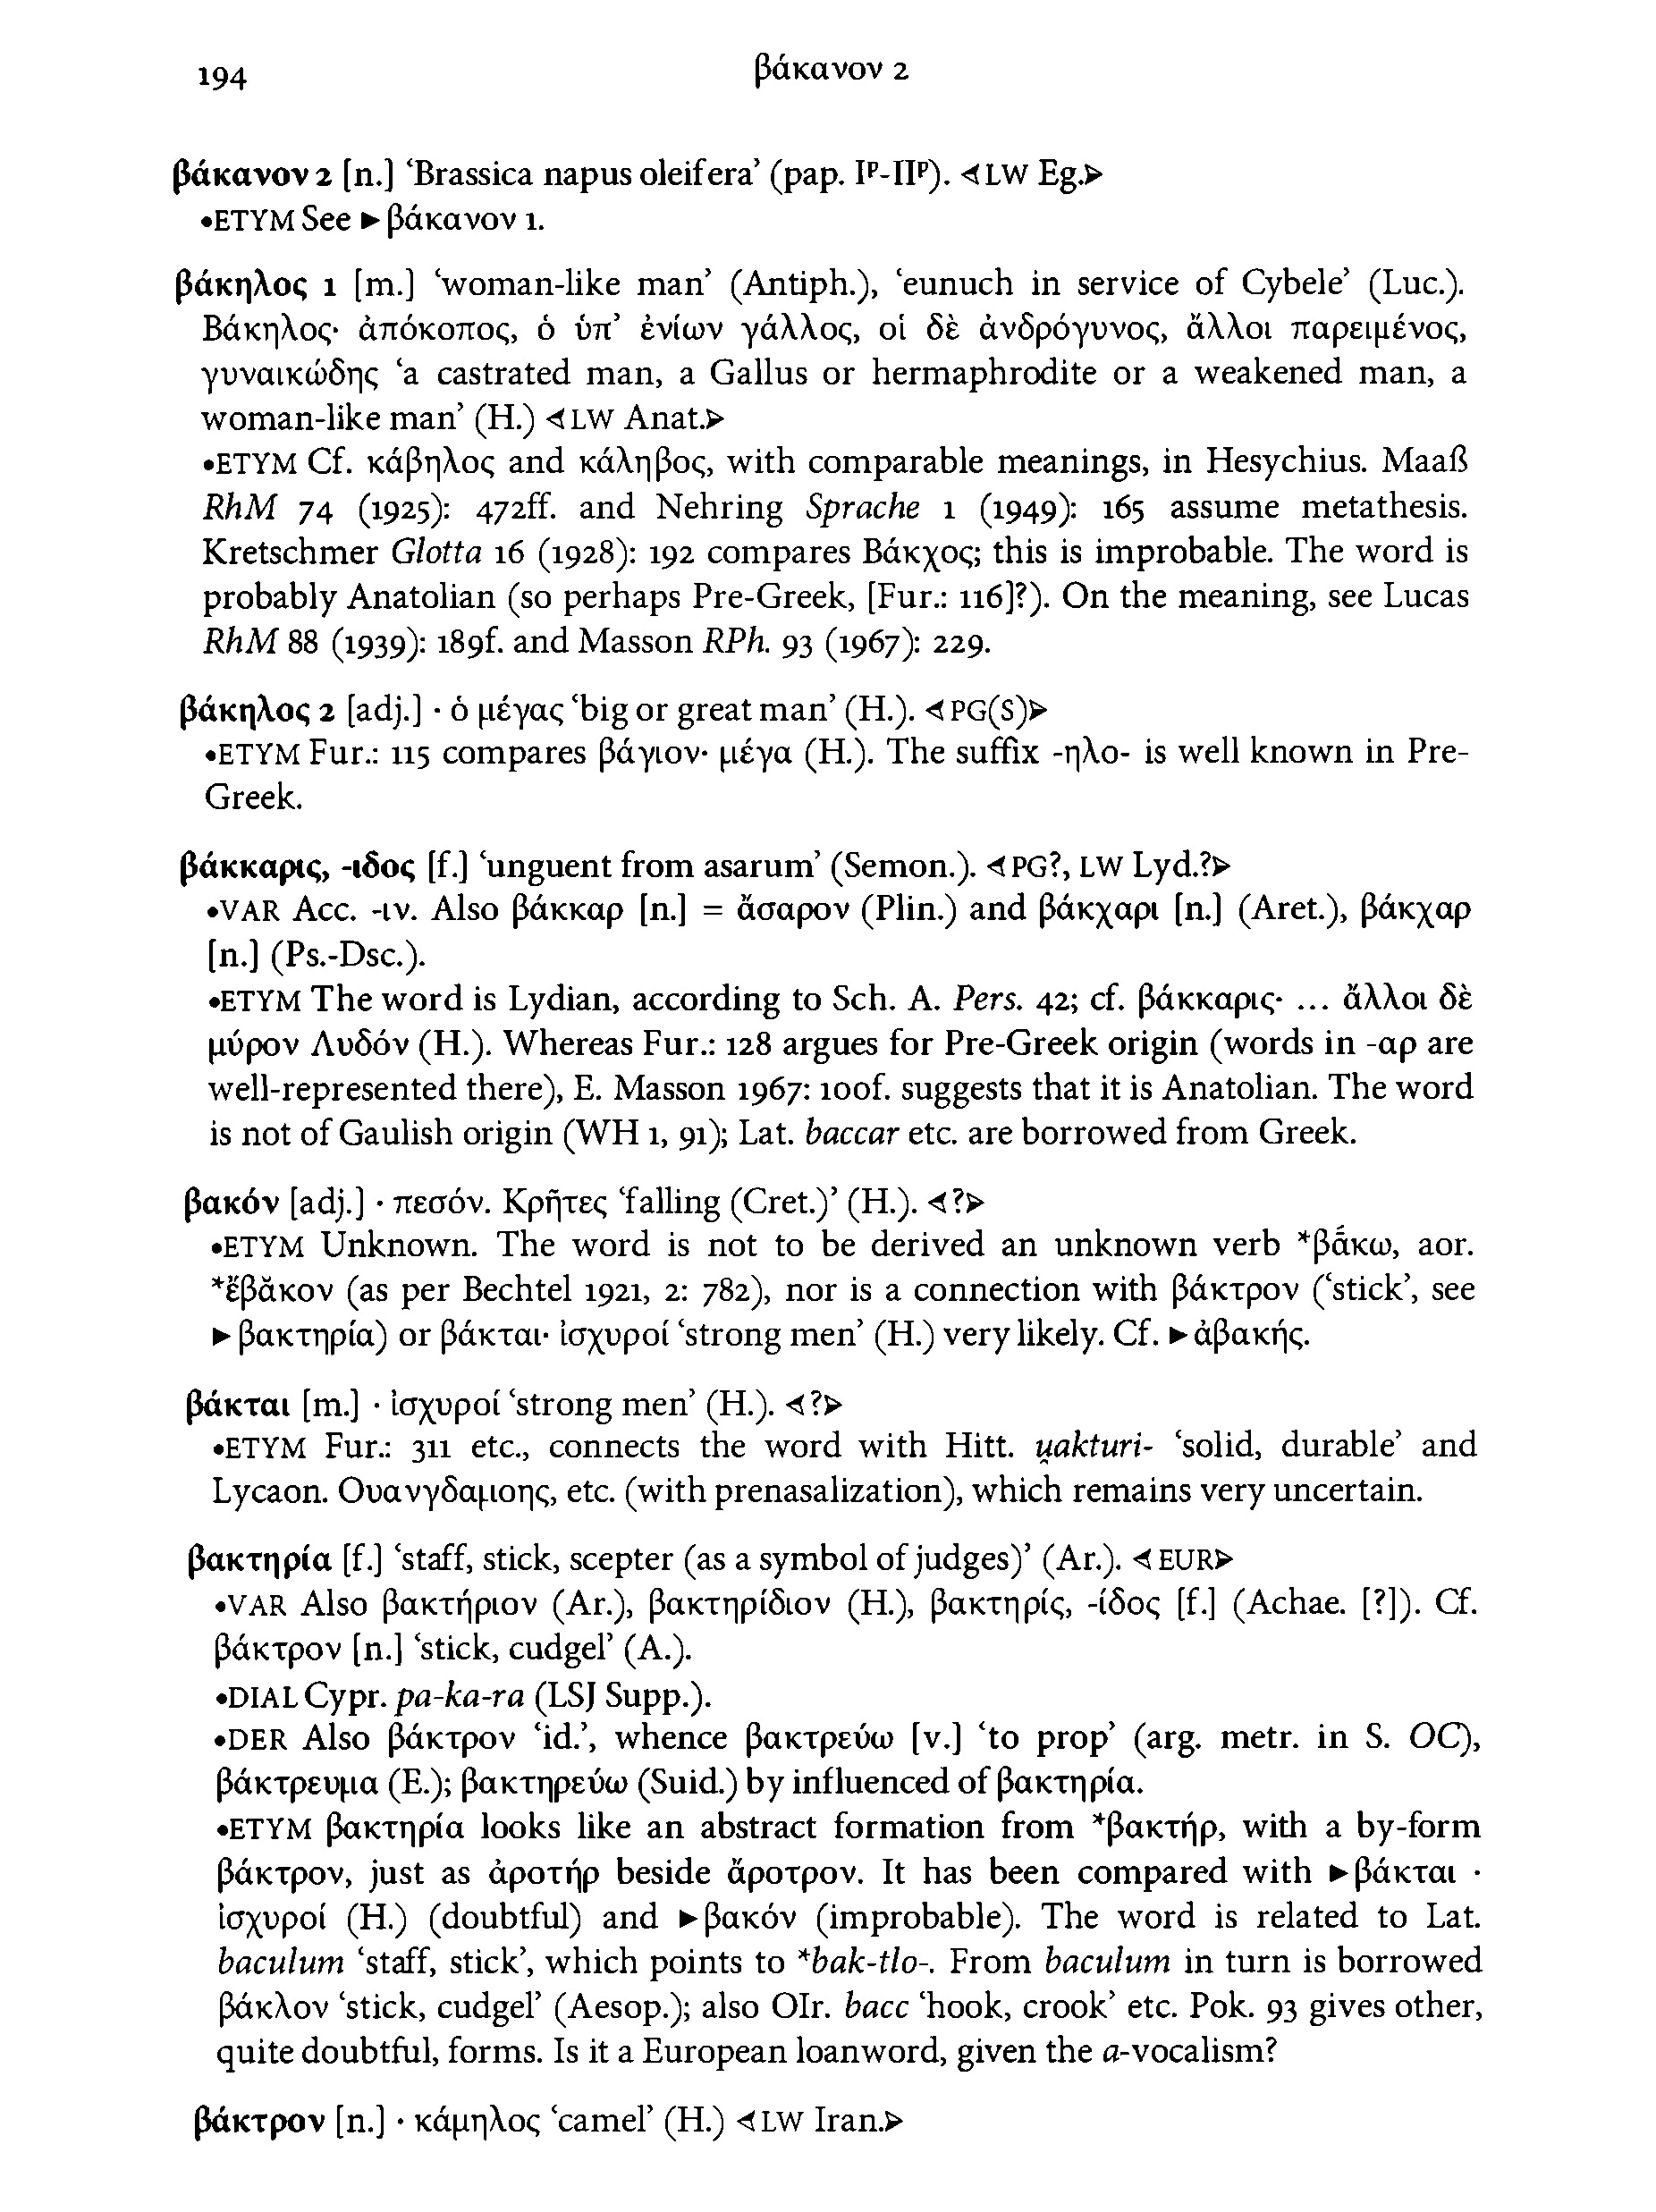 194
βάκανον 2
βάκανον 2 [n.] ‘Brassica napus oleifera’ (pap. Iᵖ-IIᵖ). ⊲LW Eg.⊳
•ETYM See ►βάκανον 1.
βάκηλος 1 [m.] ‘woman-like man’ (Antiph.), ‘eunuch in service of Cybele’ (Luc.).
Βάκηλος· ἀπόκοπος, ὁ ὑπ’ ἐνίων γάλλος, οἱ δὲ ἀνδρόγυνος, ἄλλοι παρειμένος,
γυναικώδης ‘a castrated man, a Gallus or hermaphrodite or a weakened man, a
woman-like man’ (H.) ⊲LW Anat.⊳
•ETYM Cf. κάβηλος and κάληβος, with comparable meanings, in Hesychius. Maaß
RhM 74 (1925): 472ff. and Nehring Sprache 1 (1949): 165 assume metathesis.
Kretschmer Glotta 16 (1928): 192 compares Βάκχος; this is improbable. The word is
probably Anatolian (so perhaps Pre-Greek, [Fur.: 116]?). On the meaning, see Lucas
RhM 88 (1939): 189f. and Masson RPh. 93 (1967): 229.
βάκηλος 2 [adj.] · ὁ μέγας ‘big or great man’ (H.). ⊲PG(S)⊳
•ETYM Fur.: 115 compares βάγιον· μέγα (H.). The suffix -ηλο- is well known in Pre-
Greek.
βάκκαρις, -ιδος [f.] ‘unguent from asarum’ (Semon.). ⊲PG?, LW Lyd.?⊳
•VAR Acc. -ιν. Also βάκκαρ [n.] = ἄσαρον (Plin.) and βάκχαρι [n.] (Aret.), βάκχαρ
[n.] (Ps.-Dsc.).
•ETYM The word is Lydian, according to Sch. A. Pers. 42; cf. βάκκαρις· ... ἄλλοι δὲ
μύρον Λυδόν (H.). Whereas Fur.: 128 argues for Pre-Greek origin (words in -αρ are
well-represented there), E. Masson 1967: 100f. suggests that it is Anatolian. The word
is not of Gaulish origin (WH 1, 91); Lat. baccar etc. are borrowed from Greek.
βακόν [adj.] · πεσόν. Κρῆτες ‘falling (Cret.)’ (H.). ⊲?⊳
•ETYM Unknown. The word is not to be derived an unknown verb *βά̄κω, aor.
*ἔβᾰκον (as per Bechtel 1921, 2: 782), nor is a connection with βάκτρον (‘stick’, see
►βακτηρία) or βάκται· ἰσχυροί ‘strong men’ (H.) very likely. Cf. ►ἀβακής.
βάκται [m.] · ἰσχυροί ‘strong men’ (H.). ⊲?⊳
•ETYM Fur.: 311 etc., connects the word with Hitt. u̯akturi- ‘solid, durable’ and
Lycaon. Ουανγδαμοης, etc. (with prenasalization), which remains very uncertain.
βακτηρία [f.] ‘staff, stick, scepter (as a symbol of judges)’ (Ar.). ⊲EUR⊳
•VAR Also βακτήριον (Ar.), βακτηρίδιον (H.), βακτηρίς, -ίδος [f.] (Achae. [?]). Cf.
βάκτρον [n.] ‘stick, cudgel’ (A.).
•DIAL Cypr. pa-ka-ra (LSJ Supp.).
•DER Also βάκτρον ‘id.’, whence βακτρεύω [v.] ‘to prop’ (arg. metr. in S. OC),
βάκτρευμα (E.); βακτηρεύω (Suid.) by influenced of βακτηρία.
•ETYM βακτηρία looks like an abstract formation from *βακτήρ, with a by-form
βάκτρον, just as ἀροτήρ beside ἄροτρον. It has been compared with ►βάκται ·
ἰσχυροί (H.) (doubtful) and ►βακόν (improbable). The word is related to Lat.
baculum ‘staff, stick’, which points to *bak-tlo-. From baculum in turn is borrowed
βάκλον ‘stick, cudgel’ (Aesop.); also OIr. bacc ‘hook, crook’ etc. Pok. 93 gives other,
quite doubtful, forms. Is it a European loanword, given the a-vocalism?
βάκτρον [n.] · κάμηλος ‘camel’ (H.) ⊲LW Iran.⊳